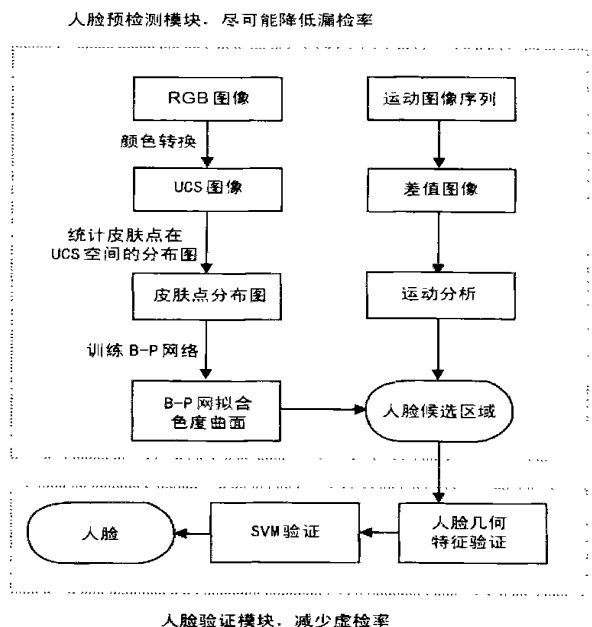 人脸预检测模块．尽可能降低漏检率
RGB图像
运动图像序列
颜色转换
UCS图像
差值图像
统计皮肤点在
UCS空间的分布图
皮肤点分布图
运动分析
训练B-P网络
B-P网拟合
色度曲面
人脸候选区域
人脸
SVM验证
人脸几何
特征验证
人脸验证模块．减少虚检率